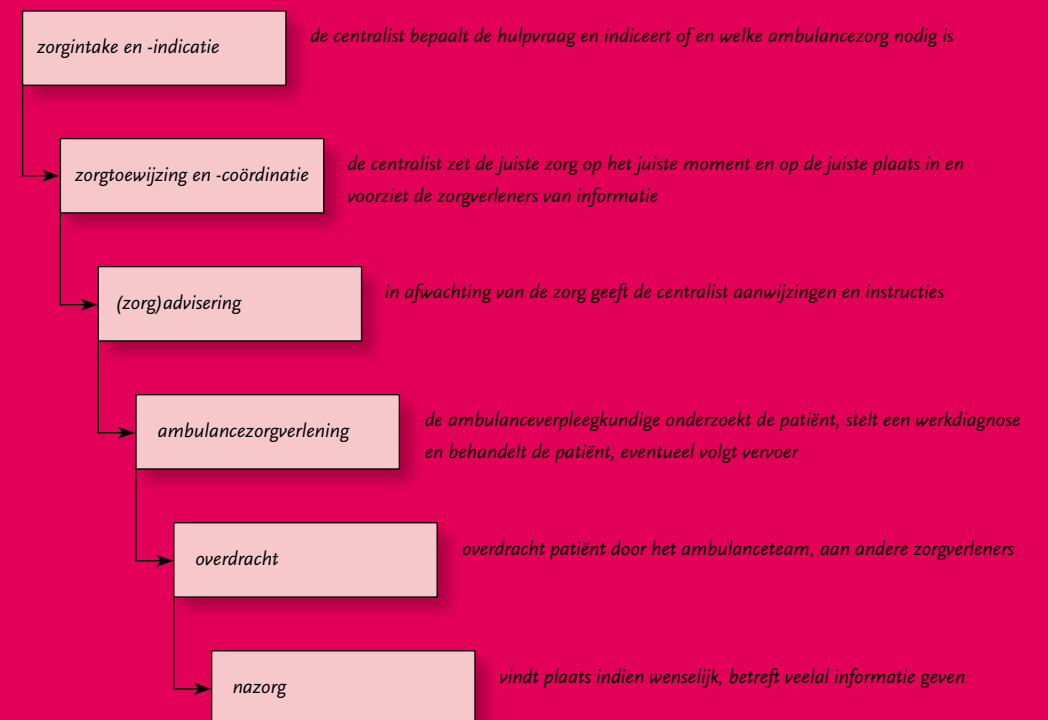 zorgintake en -indicatie
de centralist bepaalt de hulpvraag en indiceert of en welke ambulancezorg nodig is
zorgtoewijzing en -coördinatie
de centralist zet de juiste zorg op het juiste moment en op de juiste plaats in en
voorziet de zorgverleners van informatie
(zorg)advisering
in afwachting van de zorg geeft de centralist aanwijzingen en instructies
ambulancezorgverlening
de ambulanceverpleegkundige onderzoekt de patiënt, stelt een werkdiagnose
en behandelt de patiënt, eventueel volgt vervoer
overdracht
overdracht patiënt door het ambulanceteam, aan andere zorgverleners
nazorg
vindt plaats indien wenselijk, betreft veelal informatie geven